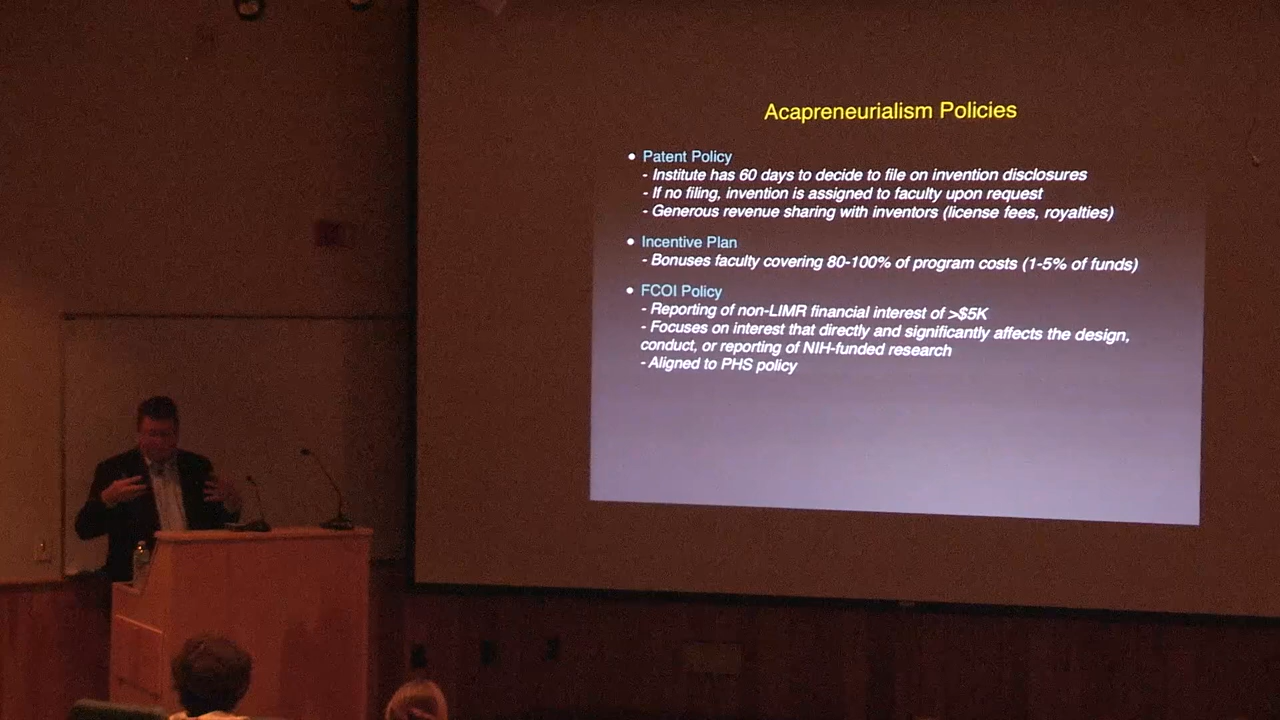 Acapreneurialism Policies
• Patent Policy
- Institute has 60 days to decide to file on invention disclosures
- If no filing, invention is assigned to faculty upon request
- Generous revenue sharing with inventors (license fees, royalties)
• Incentive Plan
- Bonuses faculty covering 80-100% of program costs (1-5% of funds)
• FCOI Policy
- Reporting of non-LIMR financial interest of >$5K
- Focuses on interest that directly and significantly affects the design,
conduct, or reporting of NIH-funded research
- Aligned to PHS policy